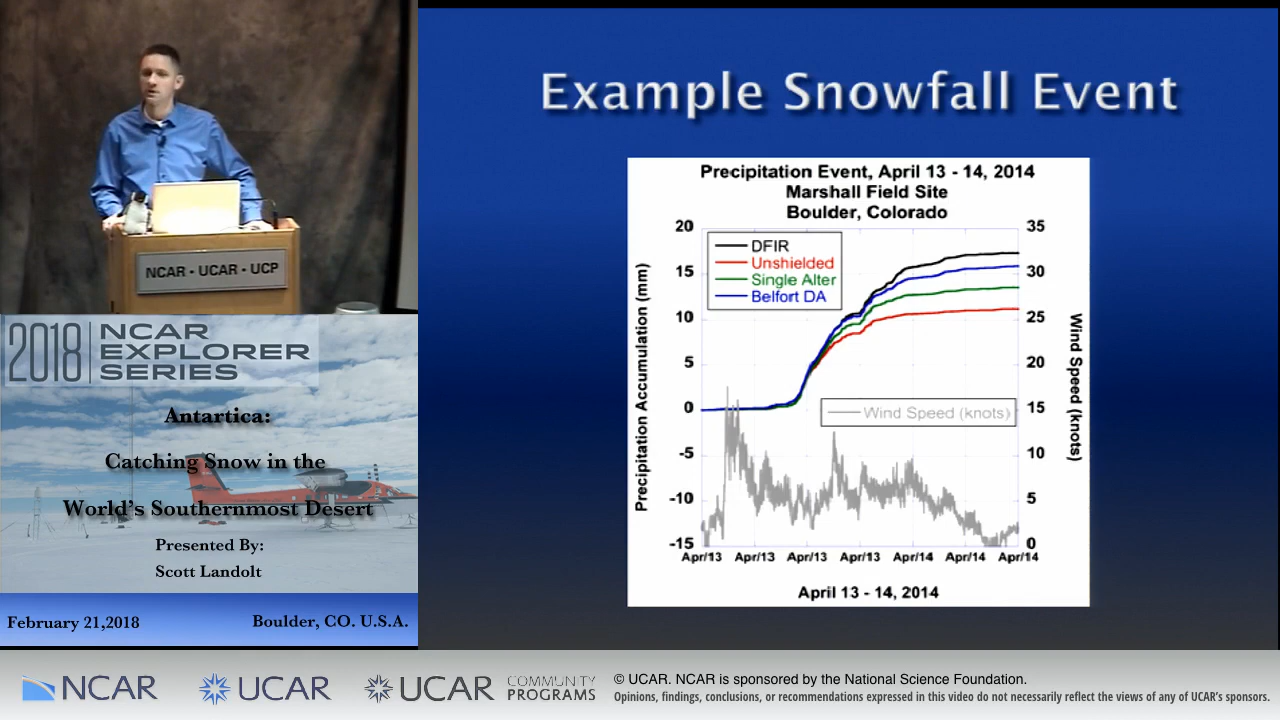 NCAR • UCAR • UCP
2018 NCAR
EXPLORER
SERIES
Antartica:
Catching Snow in the
World's Southernmost Desert
Presented By:
Scott Landolt
February 21,2018
Boulder, CO. U.S.A.
Example Snowfall Event
Precipitation Event, April 13 - 14, 2014
Marshall Field Site
Boulder, Colorado
20
15
10
5
0
-5
-10
-15
Precipitation Accumulation (mm)
DFIR
Unshielded
Single Alter
Belfort DA
Wind Speed (knots)
35
30
25
20
15
10
5
0
Wind Speed (knots)
Apr/13 Apr/13 Apr/13 Apr/13 Apr/14 Apr/14 Apr/14
April 13 - 14, 2014
NCAR
UCAR
UCAR
COMMUNITY
PROGRAMS
© UCAR. NCAR is sponsored by the National Science Foundation.
Opinions, findings, conclusions, or recommendations expressed in this video do not necessarily reflect the views of any of UCAR's sponsors.